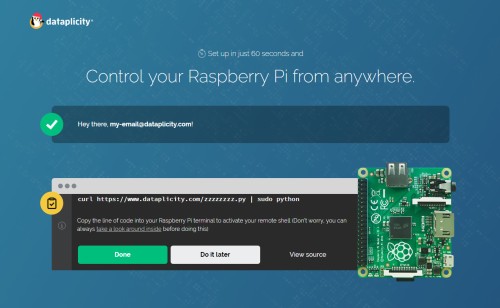 dataplicity
Set up in just 60 seconds and
Control your Raspberry Pi from anywhere.
Hey there, my-email@dataplicity.com!
curl https://www.dataplicity.com/zzzzzzzz.py | sudo python
Copy the line of code into your Raspberry Pi terminal to activate your remote shell (Don't worry, you can
always take a look around inside before doing this)
Done
Do it later
View source